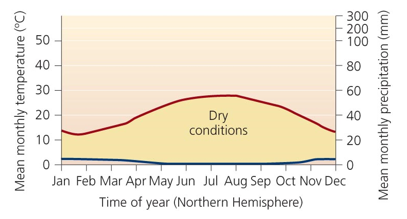 Mean monthly temperature (°C)
50
40
30
20
10
0
Dry
conditions
300
200
100
80
60
40
20
0
Mean monthly precipitation (mm)
Jan Feb Mar Apr May Jun Jul Aug Sep Oct Nov Dec
Time of year (Northern Hemisphere)